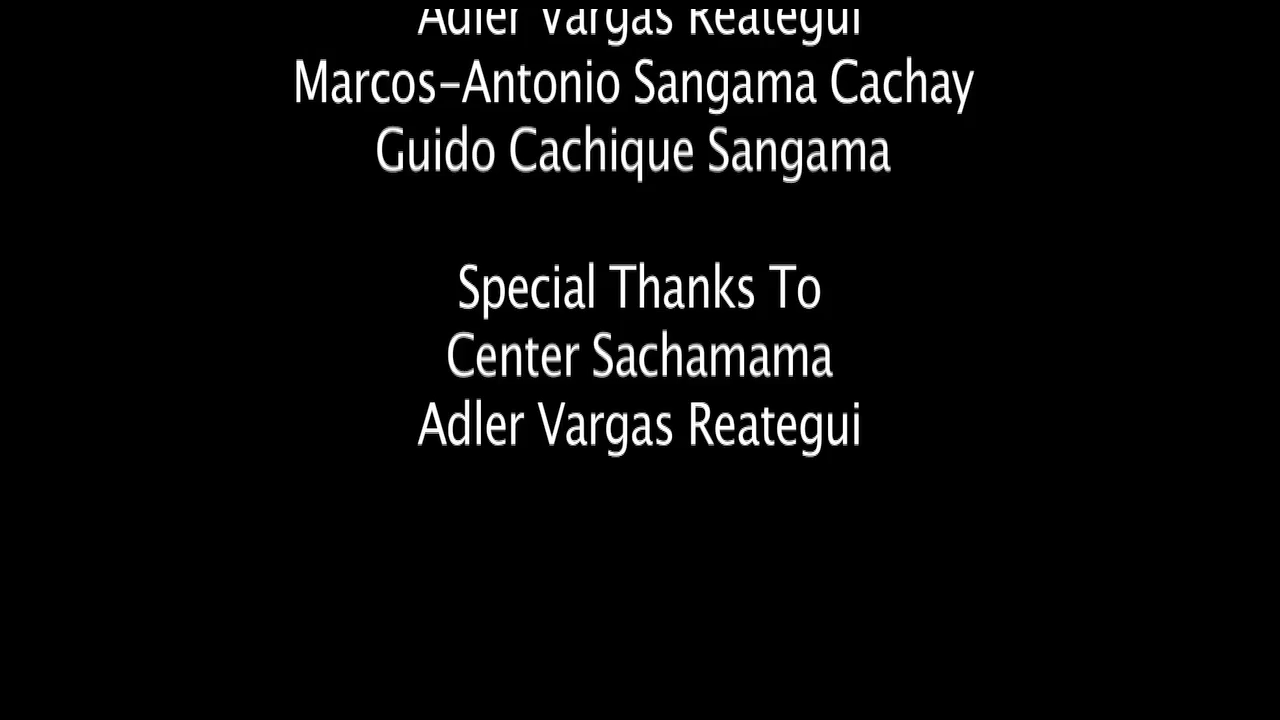 Adler Vargas Reategui
Marcos-Antonio Sangama Cachay
Guido Cachique Sangama
Special Thanks To
Center Sachamama
Adler Vargas Reategui